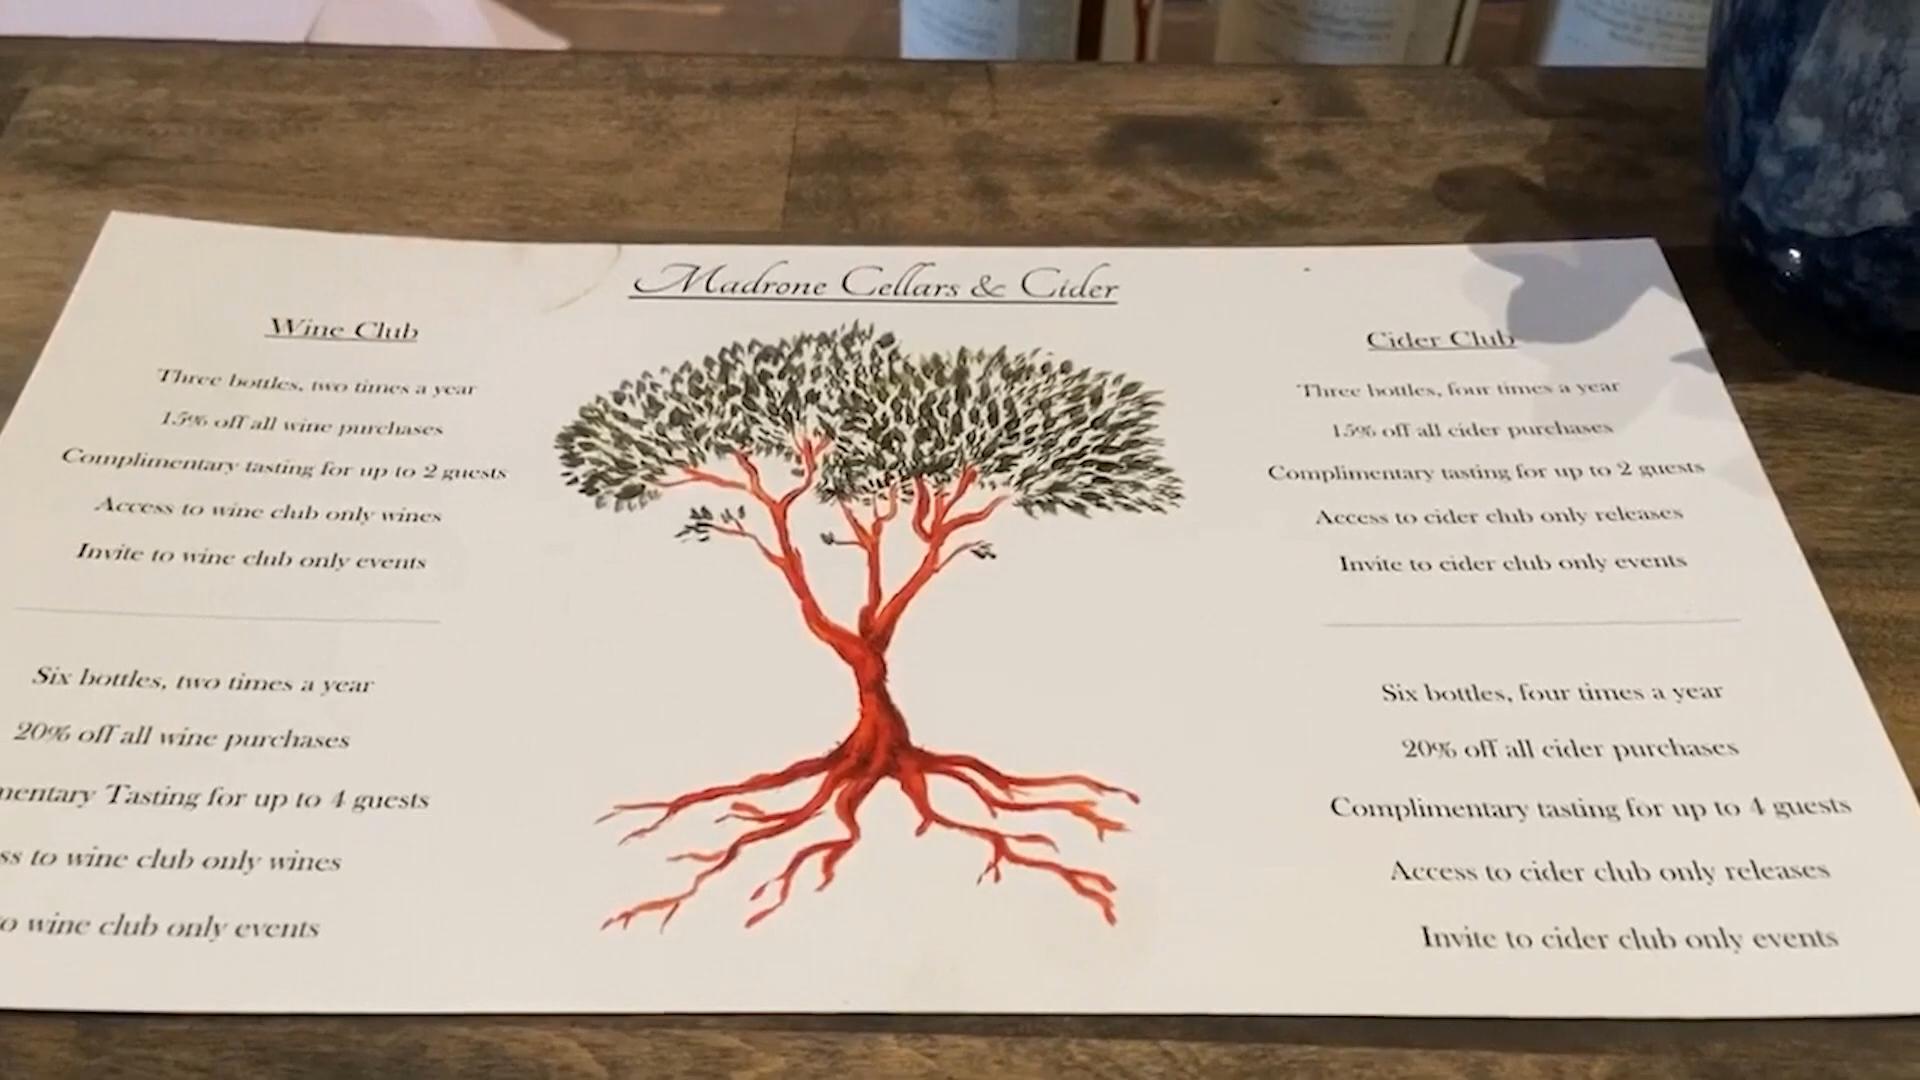 Madrone Cellars & Cider
Wine Club
Three bottles, two times a year
15% off all wine purchases
Complimentary tasting for up to 2 guests
Access to wine club only wines
Invite to wine club only events
Six bottles, two times a year
20% off all wine purchases
mentary Tasting for up to 4 guests
ss to wine club only wines
o wine club only events
Cider Club
Three bottles, four times a year
15% off all cider purchases
Complimentary tasting for up to 2 guests
Access to cider club only releases
Invite to cider club only events
Six bottles, four times a year
20% off all cider purchases
Complimentary tasting for up to 4 guests
Access to cider club only releases
Invite to cider club only events